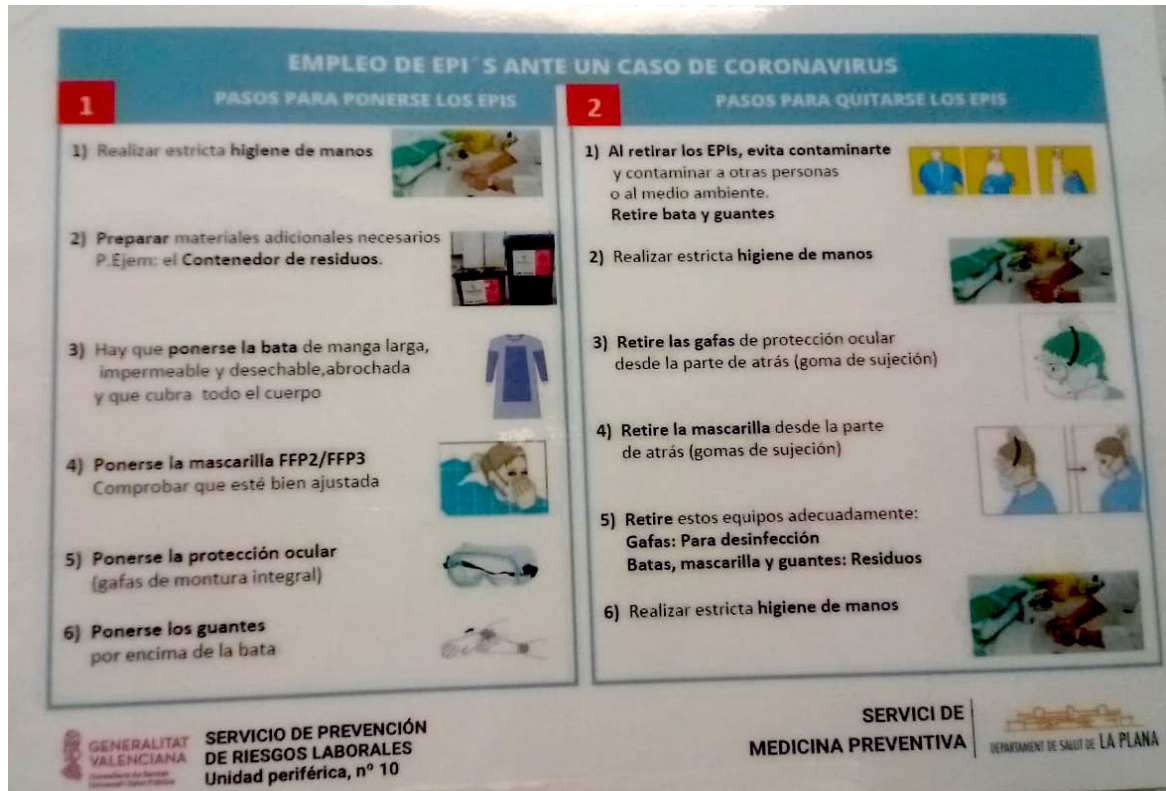 EMPLEO DE EPI´S ANTE UN CASO DE CORONAVIRUS
1
PASOS PARA PONERSE LOS EPIS
1) Realizar estricta higiene de manos
2) Preparar materiales adicionales necesarios
P.Ejem: el Contenedor de residuos.
3) Hay que ponerse la bata de manga larga,
impermeable y desechable,abrochada
y que cubra todo el cuerpo
4) Ponerse la mascarilla FFP2/FFP3
Comprobar que esté bien ajustada
5) Ponerse la protección ocular
(gafas de montura integral)
6) Ponerse los guantes
por encima de la bata
2
PASOS PARA QUITARSE LOS EPIS
1) Al retirar los EPIs, evita contaminarte
y contaminar a otras personas
o al medio ambiente.
Retire bata y guantes
2) Realizar estricta higiene de manos
3) Retire las gafas de protección ocular
desde la parte de atrás (goma de sujeción)
4) Retire la mascarilla desde la parte
de atrás (gomas de sujeción)
5) Retire estos equipos adecuadamente:
Gafas: Para desinfección
Batas, mascarilla y guantes: Residuos
6) Realizar estricta higiene de manos
GENERALITAT
VALENCIANA
SERVICIO DE PREVENCIÓN
DE RIESGOS LABORALES
Unidad periférica, nº 10
SERVICI DE
MEDICINA PREVENTIVA
DEPARTAMENT DE SALUT DE LA PLANA